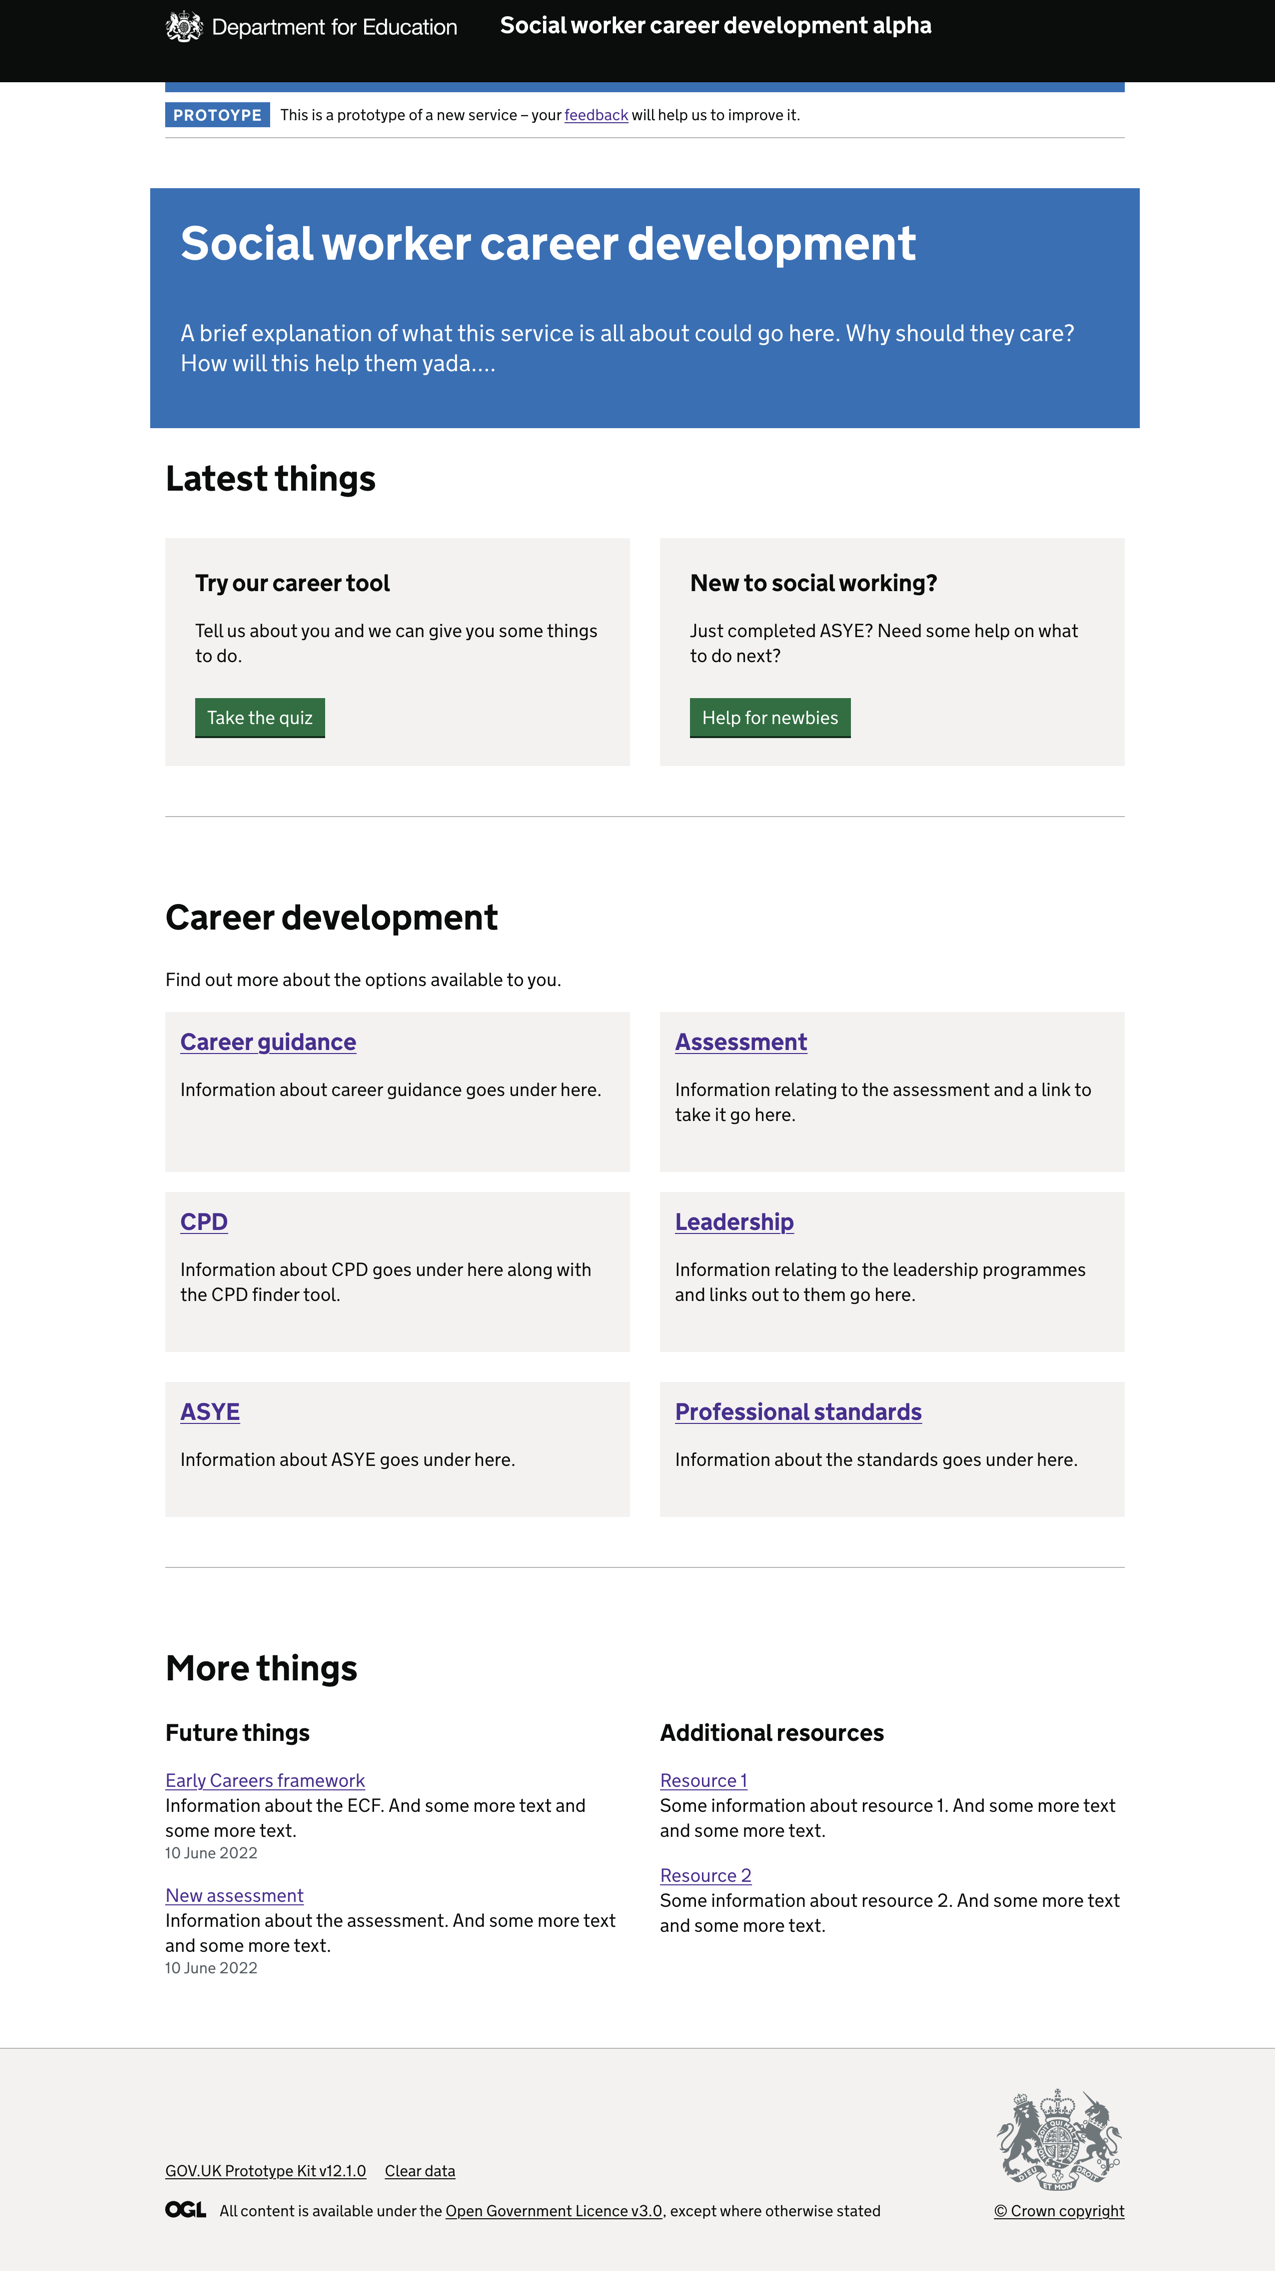 Department for Education
Social worker career development alpha
PROTOYPE
This is a prototype of a new service – your feedback will help us to improve it.
Social worker career development
A brief explanation of what this service is all about could go here. Why should they care?
How will this help them yada....
Latest things
Try our career tool
Tell us about you and we can give you some things
to do.
Take the quiz
New to social working?
Just completed ASYE? Need some help on what
to do next?
Help for newbies
Career development
Find out more about the options available to you.
Career guidance
Information about career guidance goes under here.
Assessment
Information relating to the assessment and a link to
take it go here.
CPD
Information about CPD goes under here along with
the CPD finder tool.
Leadership
Information relating to the leadership programmes
and links out to them go here.
ASYE
Information about ASYE goes under here.
Professional standards
Information about the standards goes under here.
More things
Future things
Early Careers framework
Information about the ECF. And some more text and
some more text.
10 June 2022
New assessment
Information about the assessment. And some more text
and some more text.
10 June 2022
Additional resources
Resource 1
Some information about resource 1. And some more text
and some more text.
Resource 2
Some information about resource 2. And some more text
and some more text.
GOV.UK Prototype Kit v12.1.0
Clear data
OGL
All content is available under the Open Government Licence v3.0, except where otherwise stated
DIEU ET MON DROIT
© Crown copyright